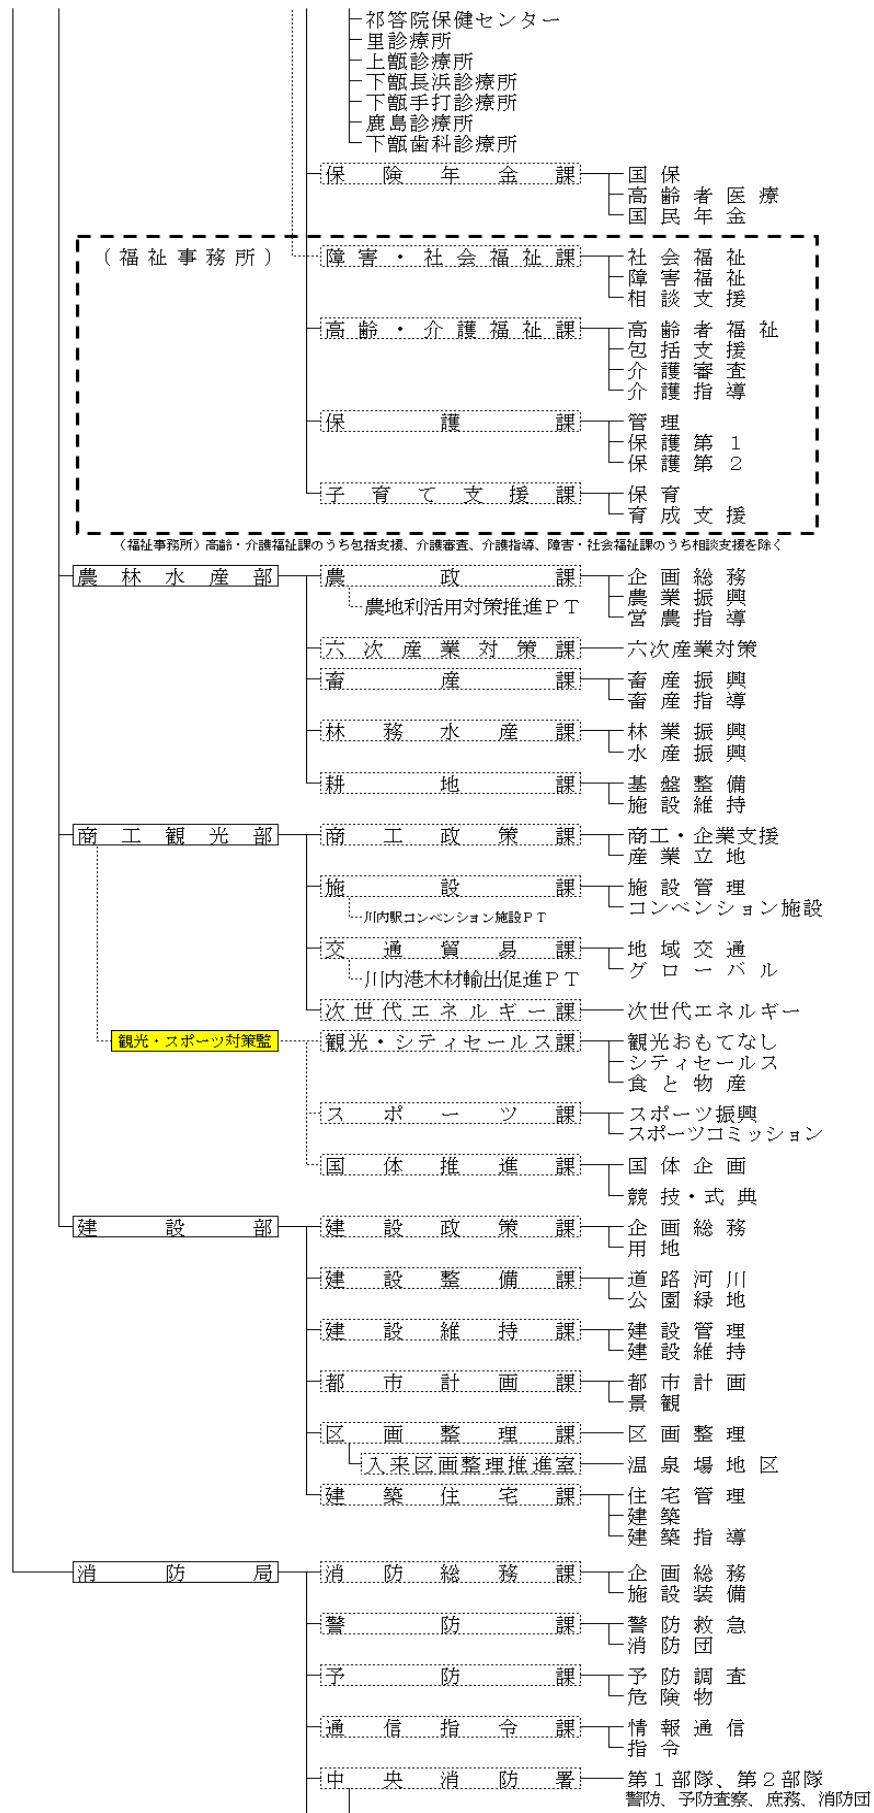 祁答院保健センター
里診療所
上甑診療所
下甑長浜診療所
下甑手打診療所
鹿島診療所
下甑歯科診療所
保険年金課 国保
高齢者医療
国民年金
(福祉事務所) 障害・社会福祉課 社会福祉
障害福祉
相談支援
高齢・介護福祉課 高齢者福祉
包括支援
介護審査
介護指導
保護課 管理
保護第1
保護第2
子育て支援課 保育
育成支援
(福祉事務所)高齢・介護福祉課のうち包括支援、介護審査、介護指導、障害・社会福祉課のうち相談支援を除く
農林水産部 農政課 企画総務
農地利活用対策推進PT 農業振興
営農指導
六次産業対策課 六次産業対策
畜産課 畜産振興
畜産指導
林務水産課 林業振興
水産振興
耕地課 基盤整備
施設維持
商工観光部 商工政策課 商工・企業支援
産業立地
施設課 施設管理
川内駅コンベンション施設PT コンベンション施設
交通貿易課 地域交通
川内港木材輸出促進PT グローバル
次世代エネルギー課 次世代エネルギー
観光・スポーツ対策監 観光・シティセールス課 観光おもてなし
シティセールス
食と物産
スポーツ課 スポーツ振興
スポーツコミッション
国体推進課 国体企画
競技・式典
建設部 建設政策課 企画総務
用地
建設整備課 道路河川
公園緑地
建設維持課 建設管理
建設維持
都市計画課 都市計画
景観
区画整理課 区画整理
入来区画整理推進室 温泉場地区
建築住宅課 住宅管理
建築
建築指導
消防局 消防総務課 企画総務
施設装備
警防課 警防救急
消防団
予防課 予防調査
危険物
通信指令課 情報通信
指令
中央消防署 第1部隊、第2部隊
警防、予防査察、庶務、消防団